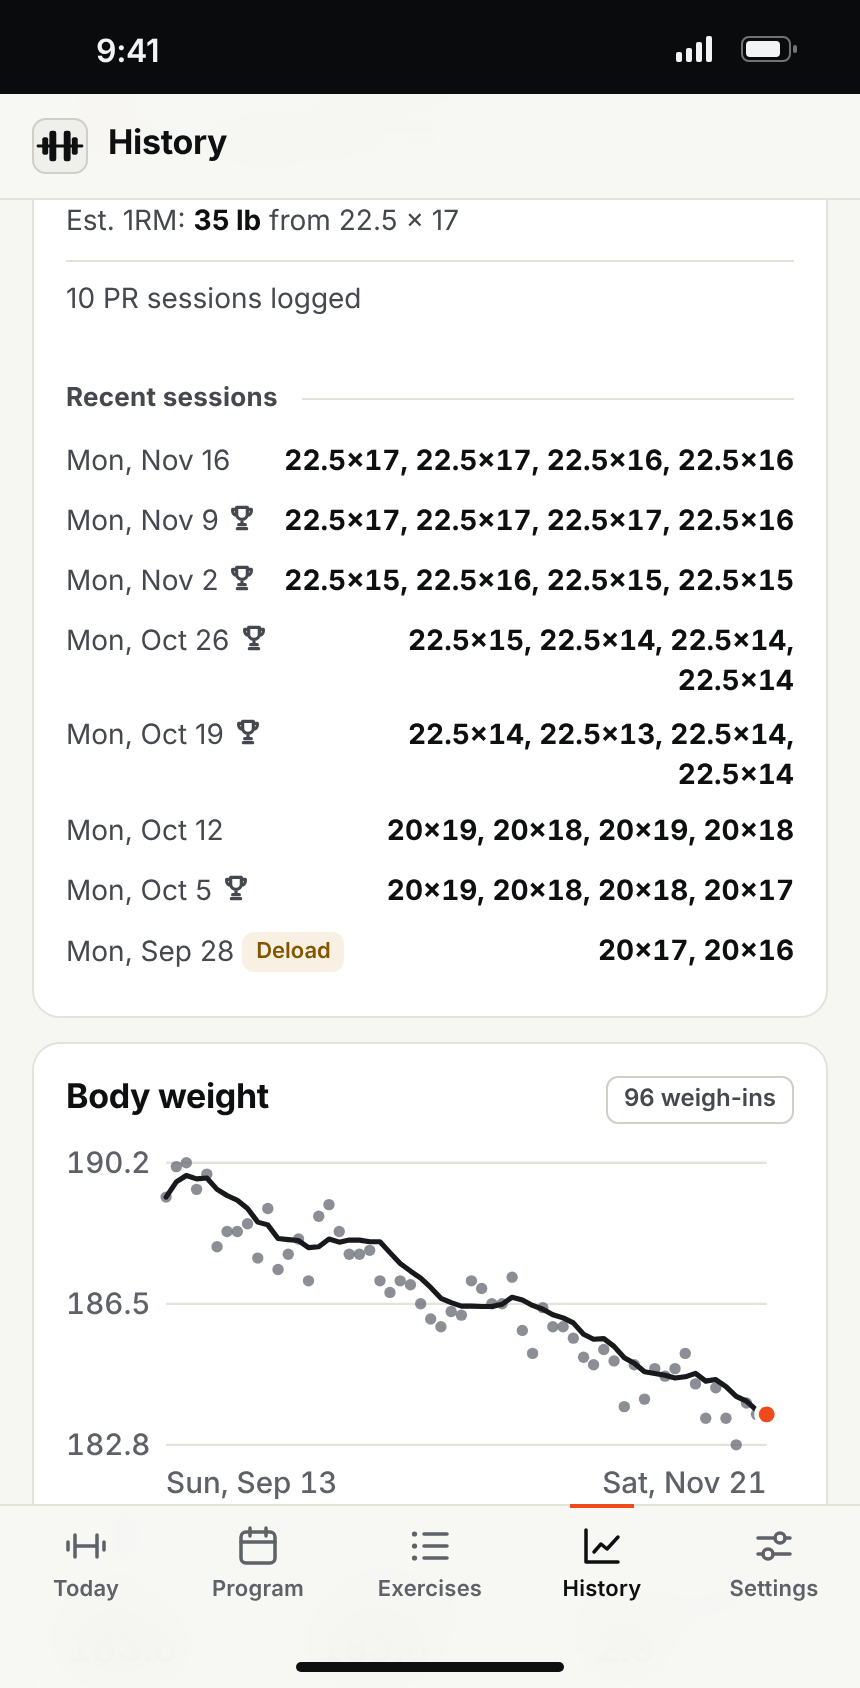 9:41
History
Est. 1RM: 35 lb from 22.5 × 17
10 PR sessions logged
Recent sessions
Mon, Nov 16 22.5×17, 22.5×17, 22.5×16, 22.5×16
Mon, Nov 9 22.5×17, 22.5×17, 22.5×17, 22.5×16
Mon, Nov 2 22.5×15, 22.5×16, 22.5×15, 22.5×15
Mon, Oct 26 22.5×15, 22.5×14, 22.5×14,
22.5×14
Mon, Oct 19 22.5×14, 22.5×13, 22.5×14,
22.5×14
Mon, Oct 12 20×19, 20×18, 20×19, 20×18
Mon, Oct 5 20×19, 20×18, 20×18, 20×17
Mon, Sep 28 Deload 20×17, 20×16
Body weight 96 weigh-ins
190.2
186.5
182.8
Sun, Sep 13 Sat, Nov 21
Today Program Exercises History Settings